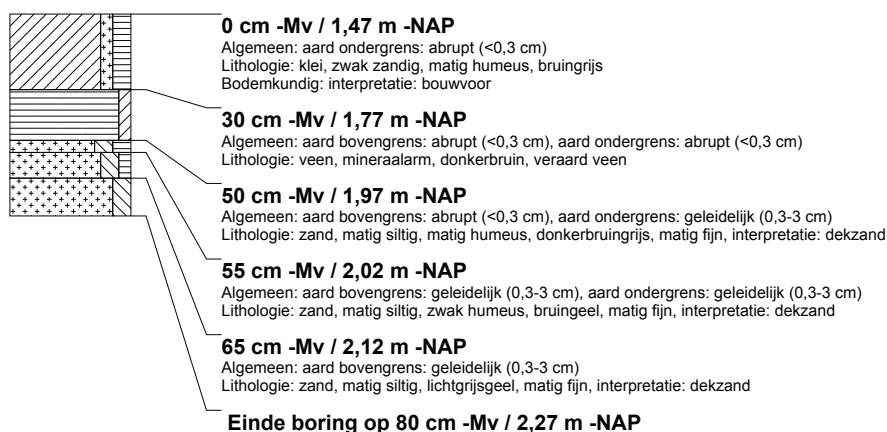 0 cm -Mv / 1,47 m -NAP
Algemeen: aard ondergrens: abrupt (<0,3 cm)
Lithologie: klei, zwak zandig, matig humeus, bruingrijs
Bodemkundig: interpretatie: bouwvoor
30 cm -Mv / 1,77 m -NAP
Algemeen: aard bovengrens: abrupt (<0,3 cm), aard ondergrens: abrupt (<0,3 cm)
Lithologie: veen, mineraalarm, donkerbruin, veraard veen
50 cm -Mv / 1,97 m -NAP
Algemeen: aard bovengrens: abrupt (<0,3 cm), aard ondergrens: geleidelijk (0,3-3 cm)
Lithologie: zand, matig siltig, matig humeus, donkerbruingrijs, matig fijn, interpretatie: dekzand
55 cm -Mv / 2,02 m -NAP
Algemeen: aard bovengrens: geleidelijk (0,3-3 cm), aard ondergrens: geleidelijk (0,3-3 cm)
Lithologie: zand, matig siltig, zwak humeus, bruingeel, matig fijn, interpretatie: dekzand
65 cm -Mv / 2,12 m -NAP
Algemeen: aard bovengrens: geleidelijk (0,3-3 cm)
Lithologie: zand, matig siltig, lichtgrijsgeel, matig fijn, interpretatie: dekzand
Einde boring op 80 cm -Mv / 2,27 m -NAP